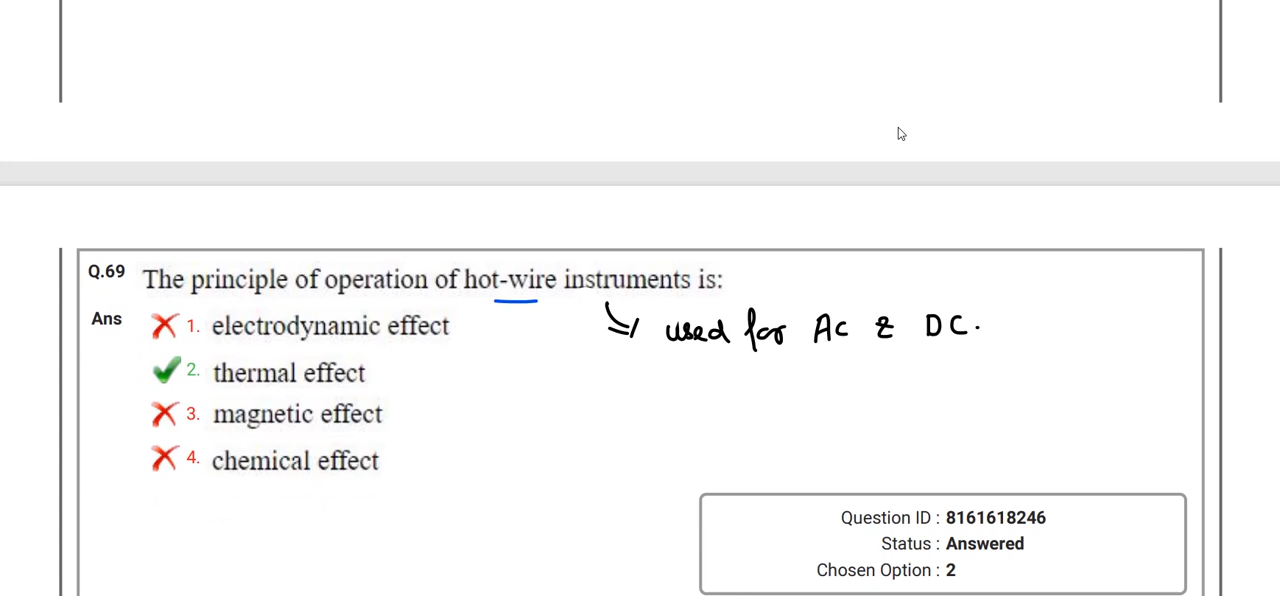 Q.69 The principle of operation of hot-wire instruments is:
Ans 1. electrodynamic effect
used for AC & DC.
2. thermal effect
3. magnetic effect
4. chemical effect
Question ID : 8161618246
Status : Answered
Chosen Option : 2